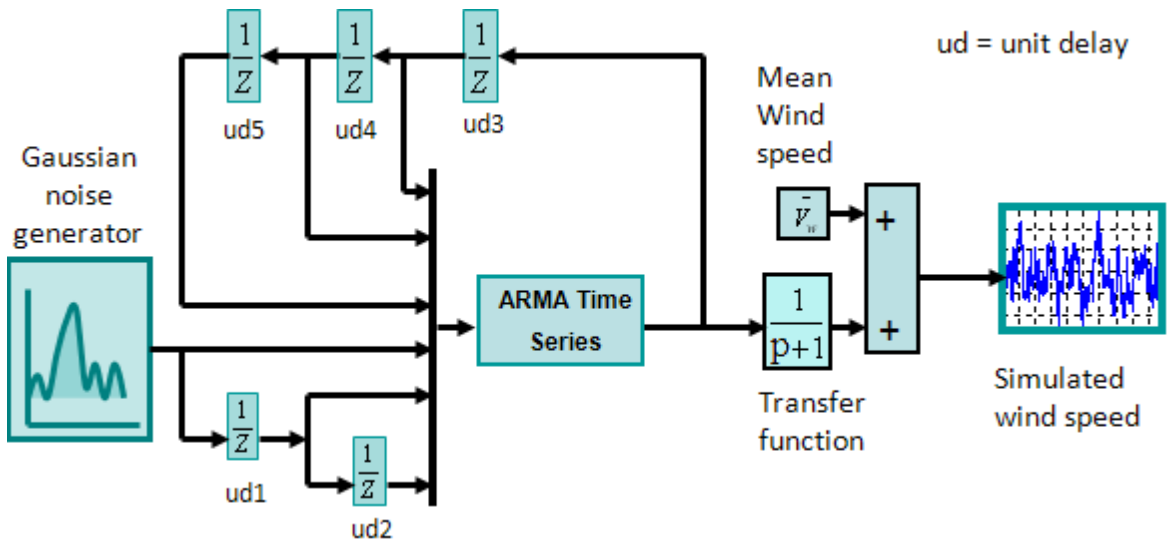 1
Z
1
Z
1
Z
ud = unit delay
ud5
ud4
ud3
Mean
Wind
speed
Gaussian
noise
generator
V̄w
+
ARMA Time
Series
1
p+1
+
1
Z
ud1
1
Z
ud2
Transfer
function
Simulated
wind speed